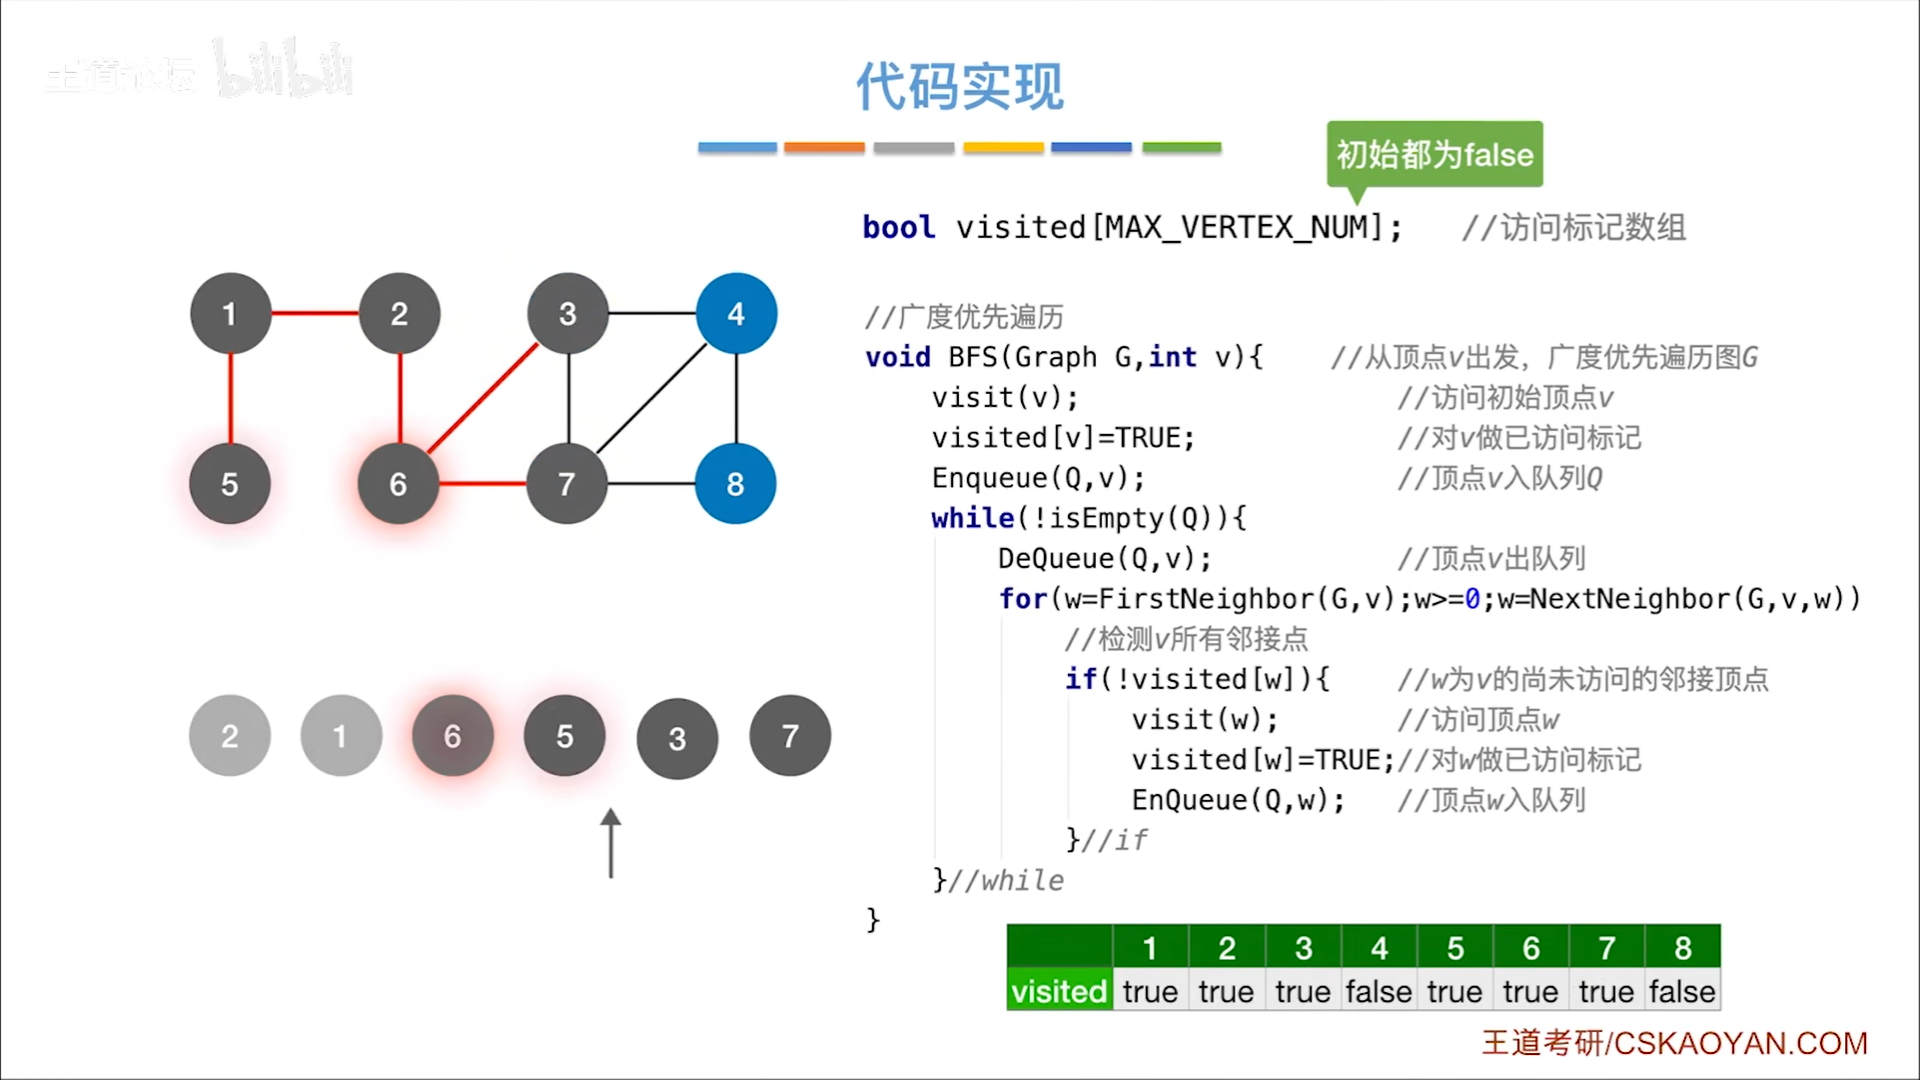 王道论坛 bilibili
代码实现
初始都为false
bool visited[MAX_VERTEX_NUM]; //访问标记数组
//广度优先遍历
void BFS(Graph G,int v){ //从顶点v出发，广度优先遍历图G
visit(v); //访问初始顶点v
visited[v]=TRUE; //对v做已访问标记
Enqueue(Q,v); //顶点v入队列Q
while(!isEmpty(Q)){
DeQueue(Q,v); //顶点v出队列
for(w=FirstNeighbor(G,v);w>=0;w=NextNeighbor(G,v,w))
//检测v所有邻接点
if(!visited[w]){ //w为v的尚未访问的邻接顶点
visit(w); //访问顶点w
visited[w]=TRUE;//对w做已访问标记
EnQueue(Q,w); //顶点w入队列
}//if
}//while
}
1 2 3 4
5 6 7 8
2 1 6 5 3 7
1 2 3 4 5 6 7 8
visited true true true false true true true false
王道考研/CSKAOYAN.COM